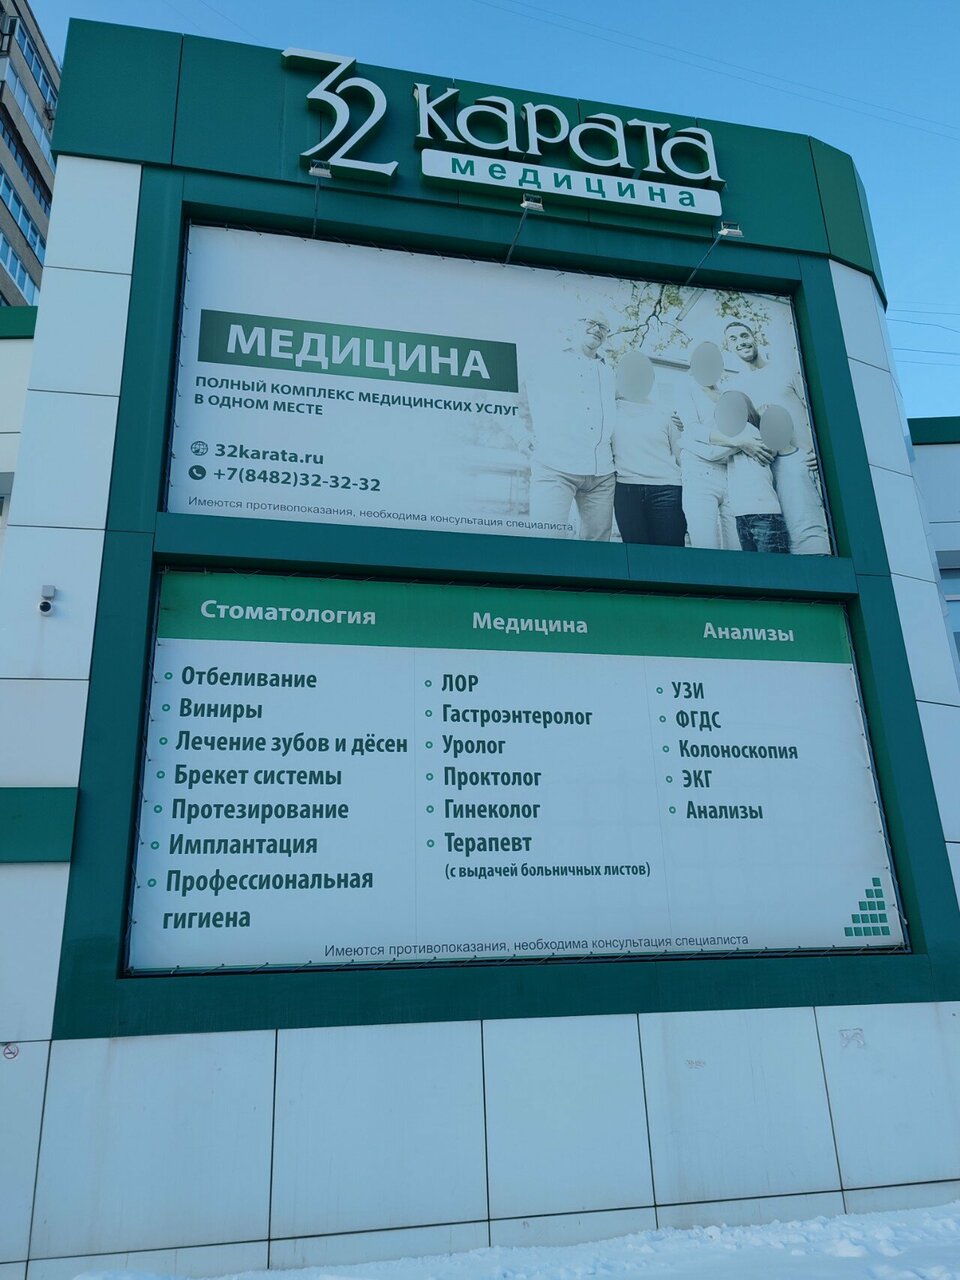 32 карата
медицина
МЕДИЦИНА
ПОЛНЫЙ КОМПЛЕКС МЕДИЦИНСКИХ УСЛУГ
В ОДНОМ МЕСТЕ
32karata.ru
+7(8482)32-32-32
Имеются противопоказания, необходима консультация специалиста
Стоматология
Отбеливание
Виниры
Лечение зубов и дёсен
Брекет системы
Протезирование
Имплантация
Профессиональная
гигиена
Медицина
ЛОР
Гастроэнтеролог
Уролог
Проктолог
Гинеколог
Терапевт
(с выдачей больничных листов)
Анализы
УЗИ
ФГДС
Колоноскопия
ЭКГ
Анализы
Имеются противопоказания, необходима консультация специалиста